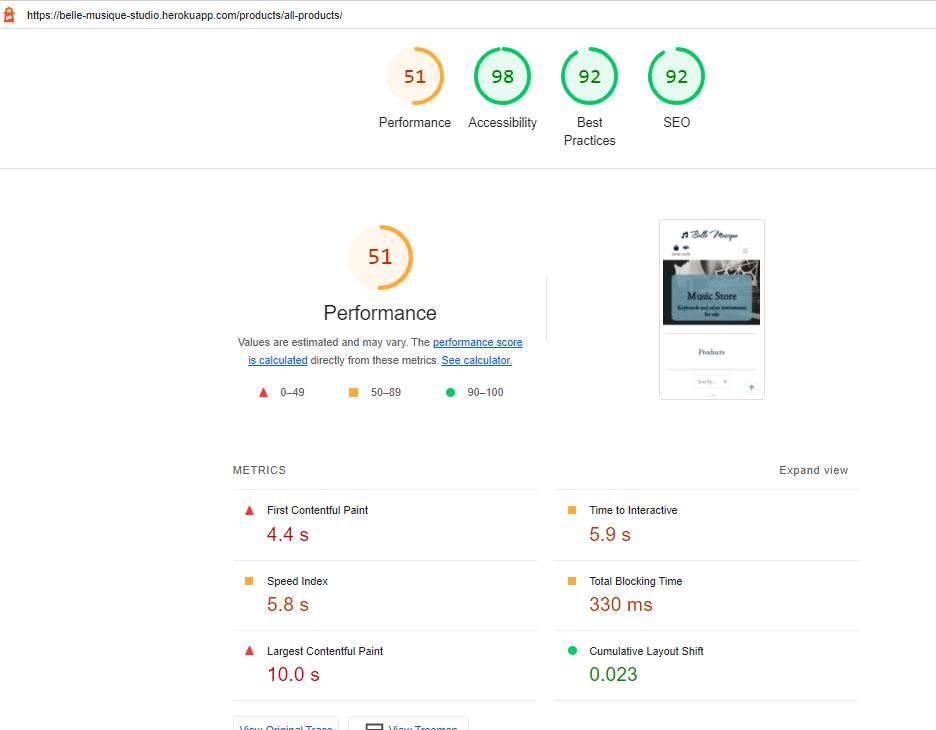 https://belle-musique-studio.herokuapp.com/products/all-products/
51
98
92
92
Performance
Accessibility
Best
Practices
SEO
51
Performance
Values are estimated and may vary. The performance score
is calculated directly from these metrics. See calculator.
0–49
50–89
90–100
Belle Musique
Music Store
Keyboards and other instruments
for sale
Products
Sort by...
METRICS
Expand view
First Contentful Paint
4.4 s
Time to Interactive
5.9 s
Speed Index
5.8 s
Total Blocking Time
330 ms
Largest Contentful Paint
10.0 s
Cumulative Layout Shift
0.023
View Original Trace
View Treemap